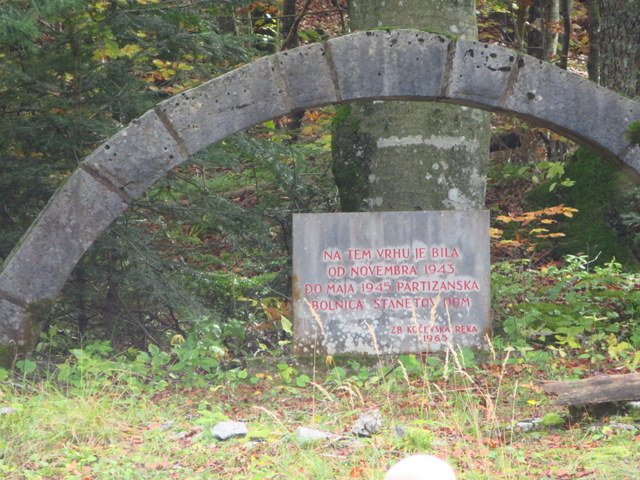 NA TEM VRHU JE BILA
OD NOVEMBRA 1943
DO MAJA 1945 PARTIZANSKA
BOLNICA STANETOV DOM
ZB KOČEVSKA REKA
1965